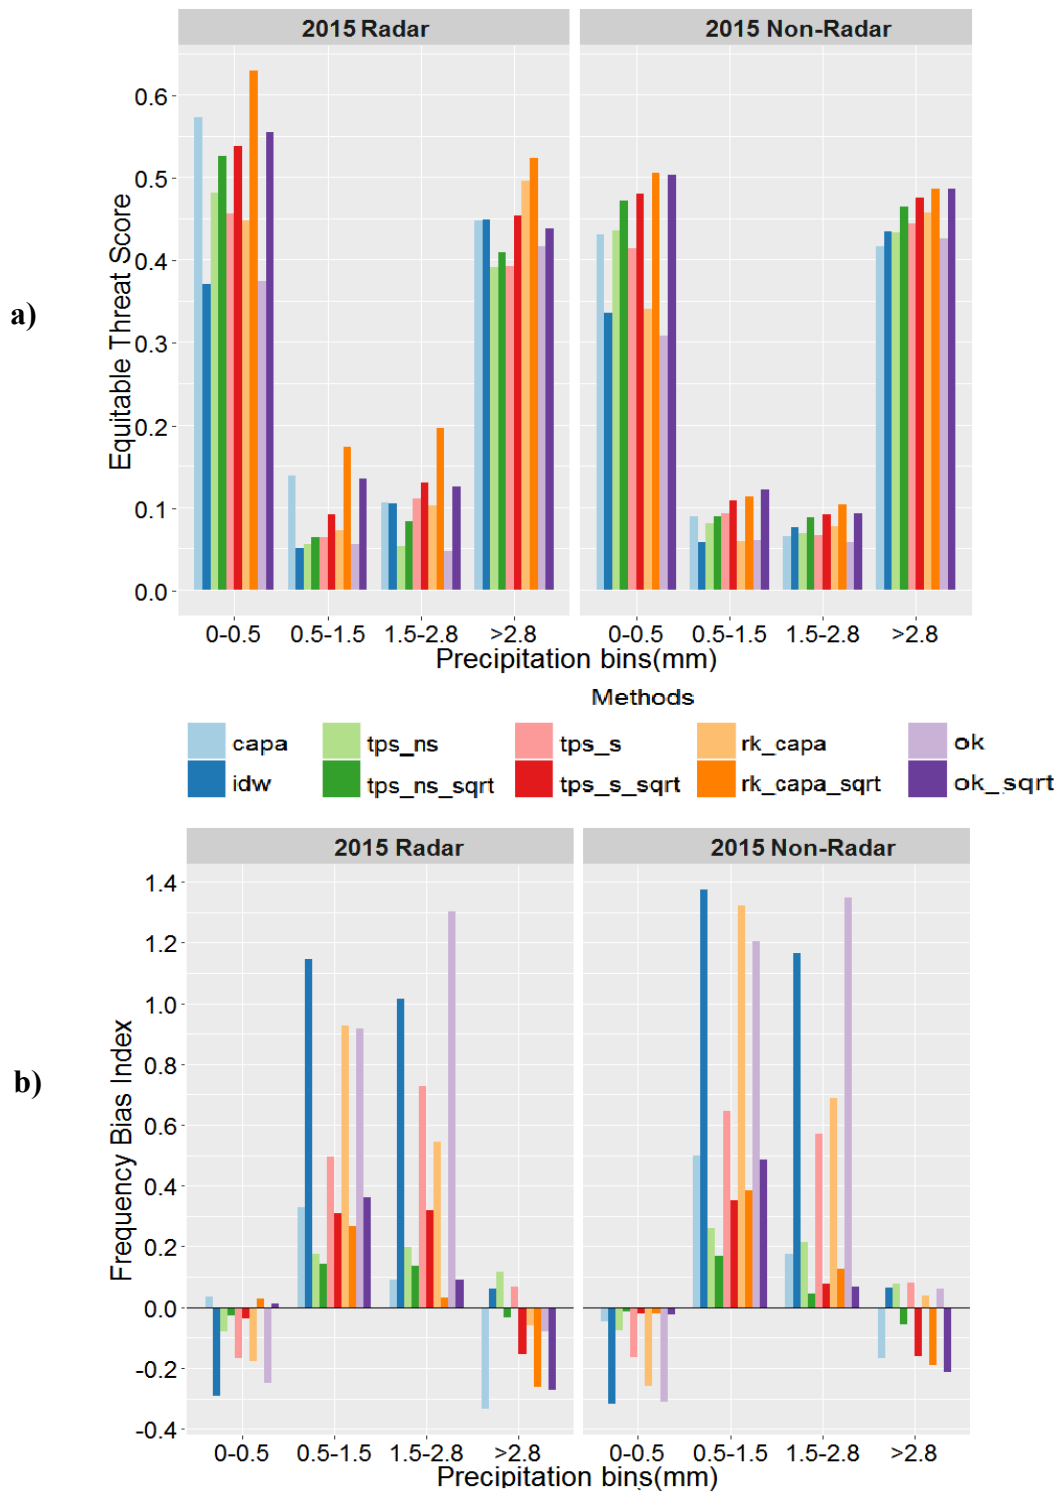 2015 Radar 2015 Non-Radar
0.6
0.5
0.4
0.3
0.2
0.1
0.0
Equitable Threat Score
a)
0-0.5 0.5-1.5 1.5-2.8 >2.8 0-0.5 0.5-1.5 1.5-2.8 >2.8
Precipitation bins(mm)
Methods
capa tps_ns tps_s rk_capa ok
idw tps_ns_sqrt tps_s_sqrt rk_capa_sqrt ok_sqrt
2015 Radar 2015 Non-Radar
1.4
1.2
1.0
0.8
0.6
0.4
0.2
0.0
-0.2
-0.4
Frequency Bias Index
b)
0-0.5 0.5-1.5 1.5-2.8 >2.8 0-0.5 0.5-1.5 1.5-2.8 >2.8
Precipitation bins(mm)